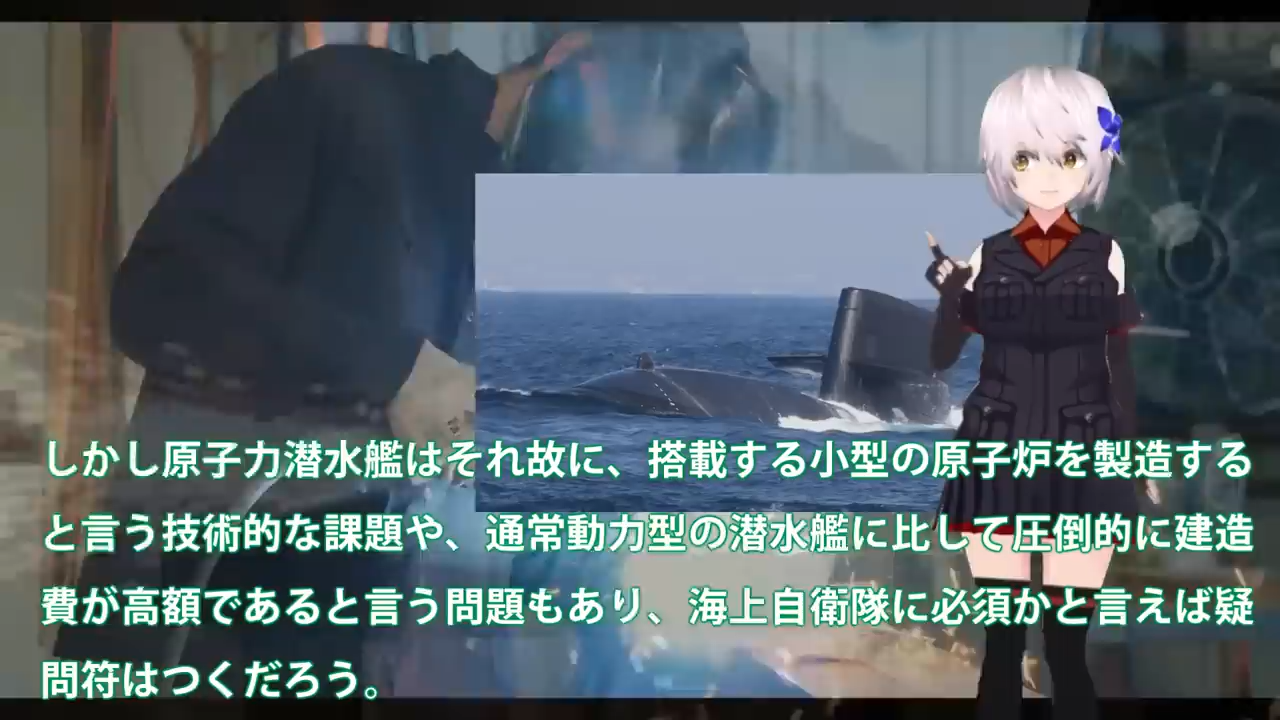 しかし原子力潜水艦はそれ故に、搭載する小型の原子炉を製造する
と言う技術的な課題や、通常動力型の潜水艦に比して圧倒的に建造
費が高額であると言う問題もあり、海上自衛隊に必須かと言えば疑
問符はつくだろう。